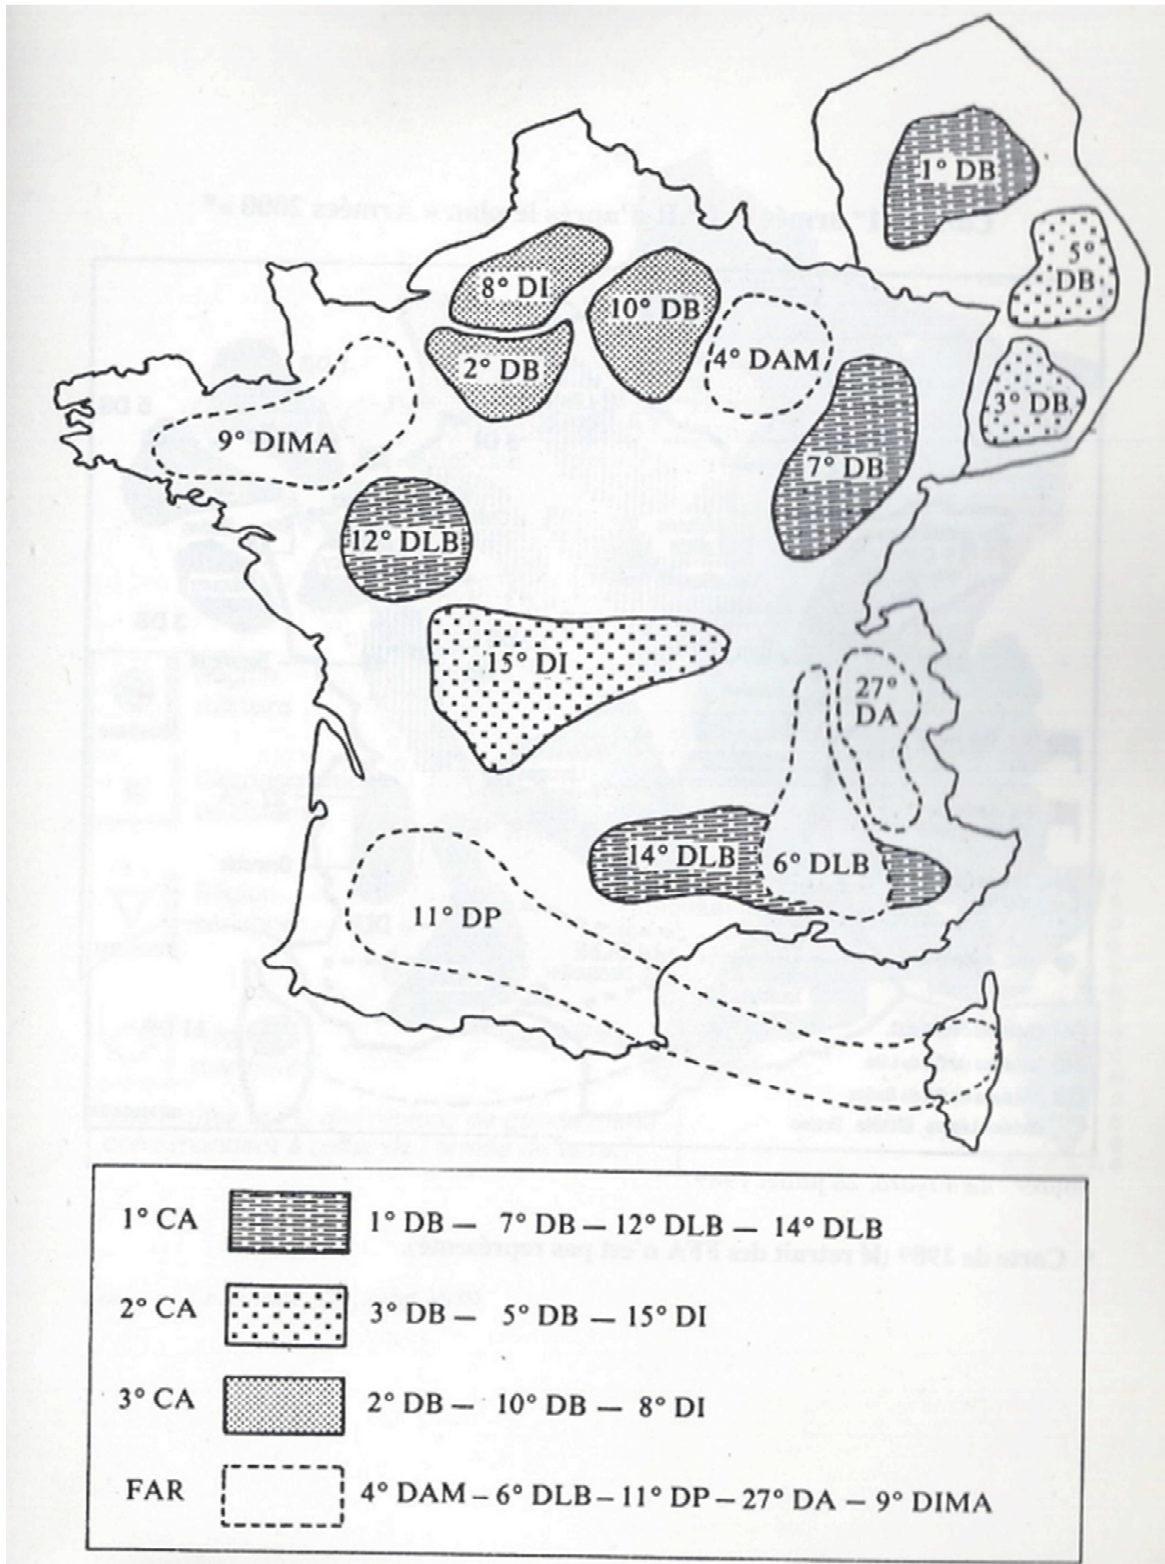 1° DB
5°
DB
8° DI
10° DB
2° DB
4° DAM
3° DB
9° DIMA
7° DB
12° DLB
15° DI
27°
DA
14° DLB
6° DLB
11° DP
1° CA 1° DB — 7° DB — 12° DLB — 14° DLB
2° CA 3° DB — 5° DB — 15° DI
3° CA 2° DB — 10° DB — 8° DI
FAR 4° DAM – 6° DLB – 11° DP – 27° DA – 9° DIMA